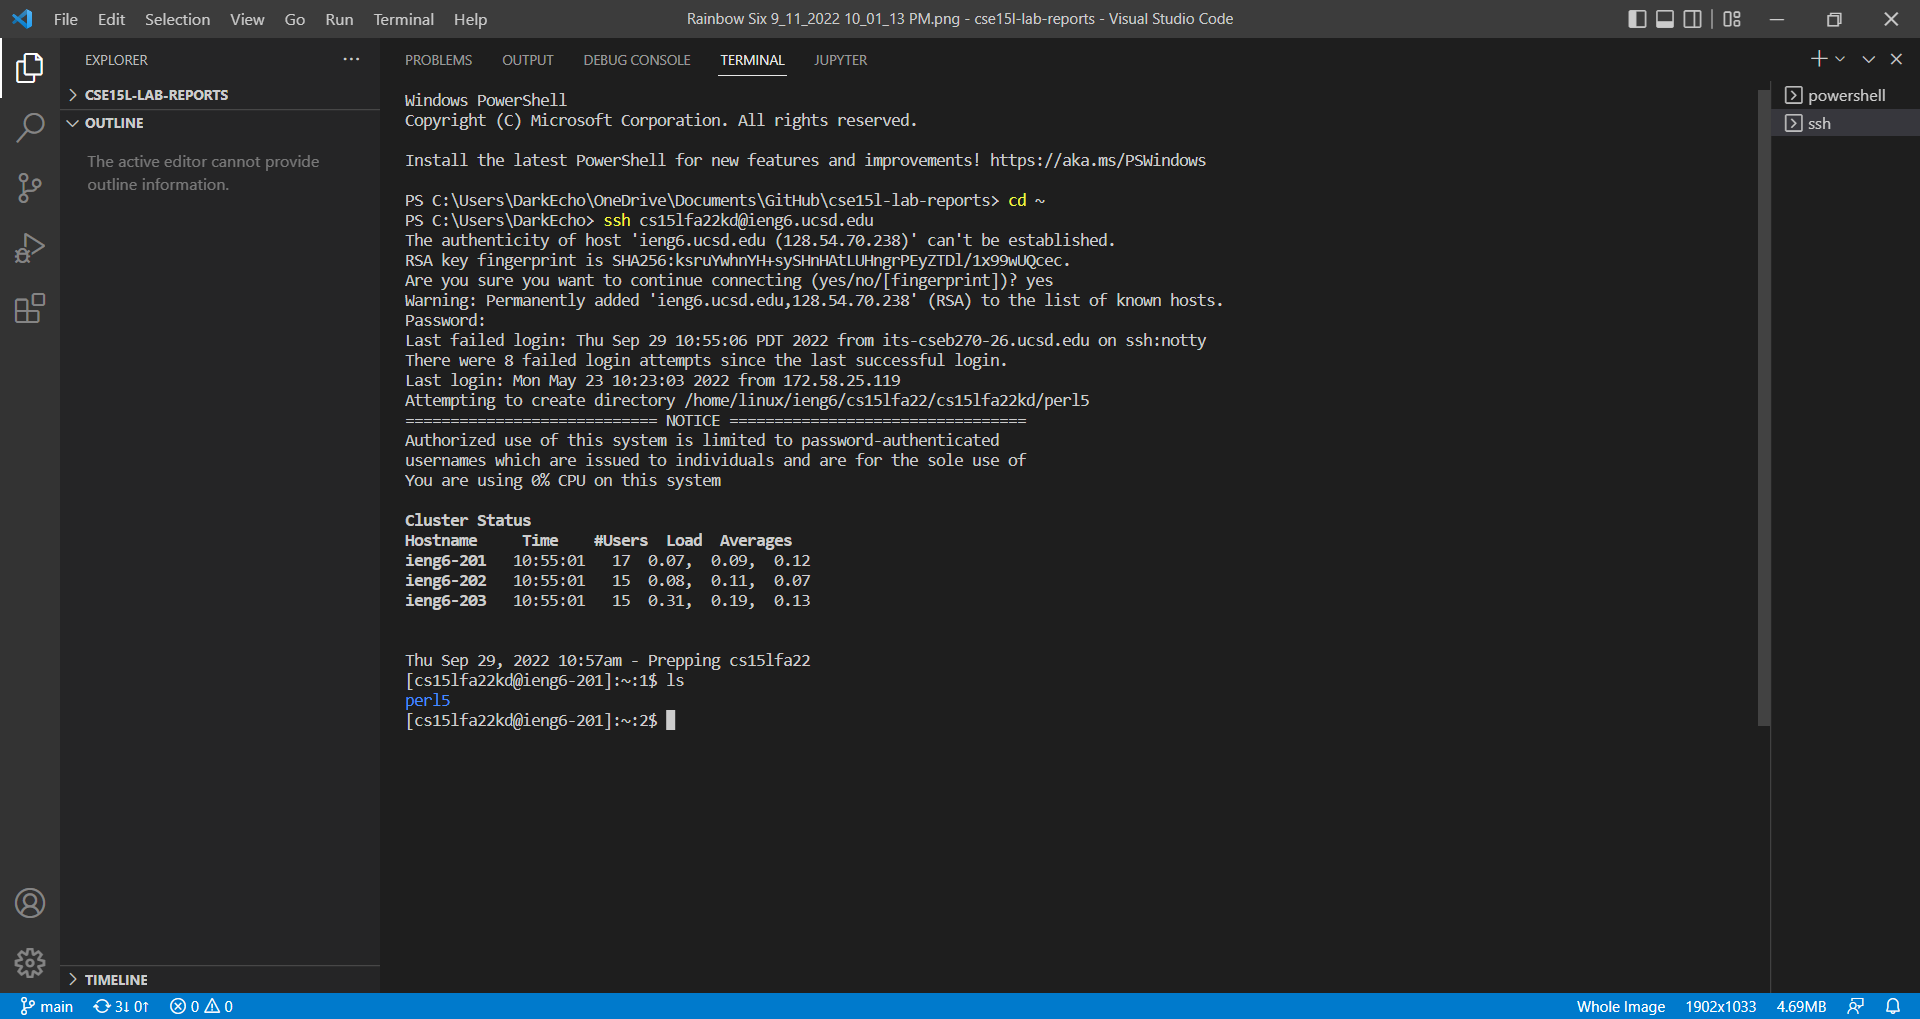 File Edit Selection View Go Run Terminal Help
Rainbow Six 9_11_2022 10_01_13 PM.png - cse15l-lab-reports - Visual Studio Code
EXPLORER
CSE15L-LAB-REPORTS
OUTLINE
The active editor cannot provide
outline information.
TIMELINE
PROBLEMS OUTPUT DEBUG CONSOLE TERMINAL JUPYTER
Windows PowerShell
Copyright (C) Microsoft Corporation. All rights reserved.
Install the latest PowerShell for new features and improvements! https://aka.ms/PSWindows
PS C:\Users\DarkEcho\OneDrive\Documents\GitHub\cse15l-lab-reports> cd ~
PS C:\Users\DarkEcho> ssh cs15lfa22kd@ieng6.ucsd.edu
The authenticity of host 'ieng6.ucsd.edu (128.54.70.238)' can't be established.
RSA key fingerprint is SHA256:ksruYwhnYH+sySHnHAtLUHngrPEyZTDl/1x99wUQcec.
Are you sure you want to continue connecting (yes/no/[fingerprint])? yes
Warning: Permanently added 'ieng6.ucsd.edu,128.54.70.238' (RSA) to the list of known hosts.
Password:
Last failed login: Thu Sep 29 10:55:06 PDT 2022 from its-cseb270-26.ucsd.edu on ssh:notty
There were 8 failed login attempts since the last successful login.
Last login: Mon May 23 10:23:03 2022 from 172.58.25.119
Attempting to create directory /home/linux/ieng6/cs15lfa22/cs15lfa22kd/perl5
============================ NOTICE =================================
Authorized use of this system is limited to password-authenticated
usernames which are issued to individuals and are for the sole use of
You are using 0% CPU on this system
Cluster Status
Hostname Time #Users Load Averages
ieng6-201 10:55:01 17 0.07, 0.09, 0.12
ieng6-202 10:55:01 15 0.08, 0.11, 0.07
ieng6-203 10:55:01 15 0.31, 0.19, 0.13
Thu Sep 29, 2022 10:57am - Prepping cs15lfa22
[cs15lfa22kd@ieng6-201]:~:1$ ls
perl5
[cs15lfa22kd@ieng6-201]:~:2$
powershell
ssh
main 3↓ 0↑ 0 0
Whole Image 1902x1033 4.69MB